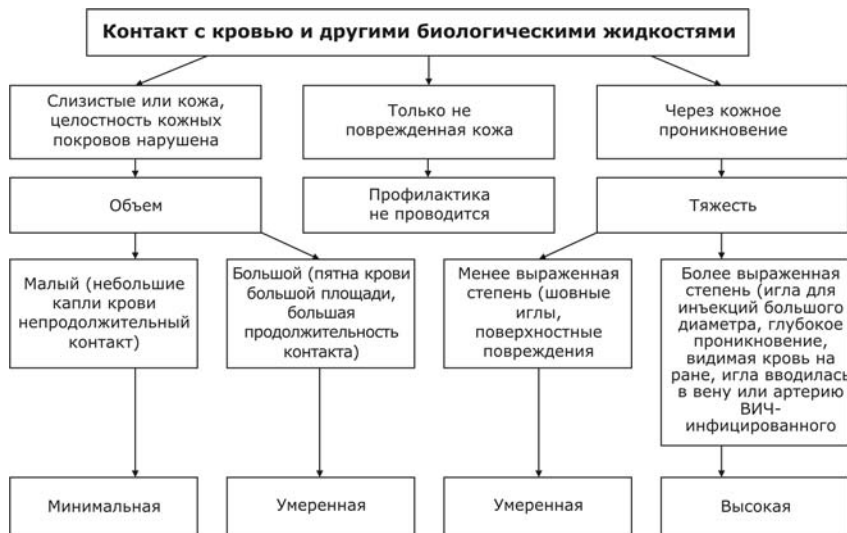 Контакт с кровью и другими биологическими жидкостями
Слизистые или кожа,
целостность кожных
покровов нарушена
Только не
поврежденная кожа
Через кожное
проникновение
Объем
Профилактика
не проводится
Тяжесть
Малый (небольшие
капли крови
непродолжительный
контакт)
Большой (пятна крови
большой площади,
большая
продолжительность
контакта)
Менее выраженная
степень (шовные
иглы,
поверхностные
повреждения
Более выраженная
степень (игла для
инъекций большого
диаметра, глубокое
проникновение,
видимая кровь на
ране, игла вводилась
в вену или артерию
ВИЧ-
инфицированного
Минимальная
Умеренная
Умеренная
Высокая